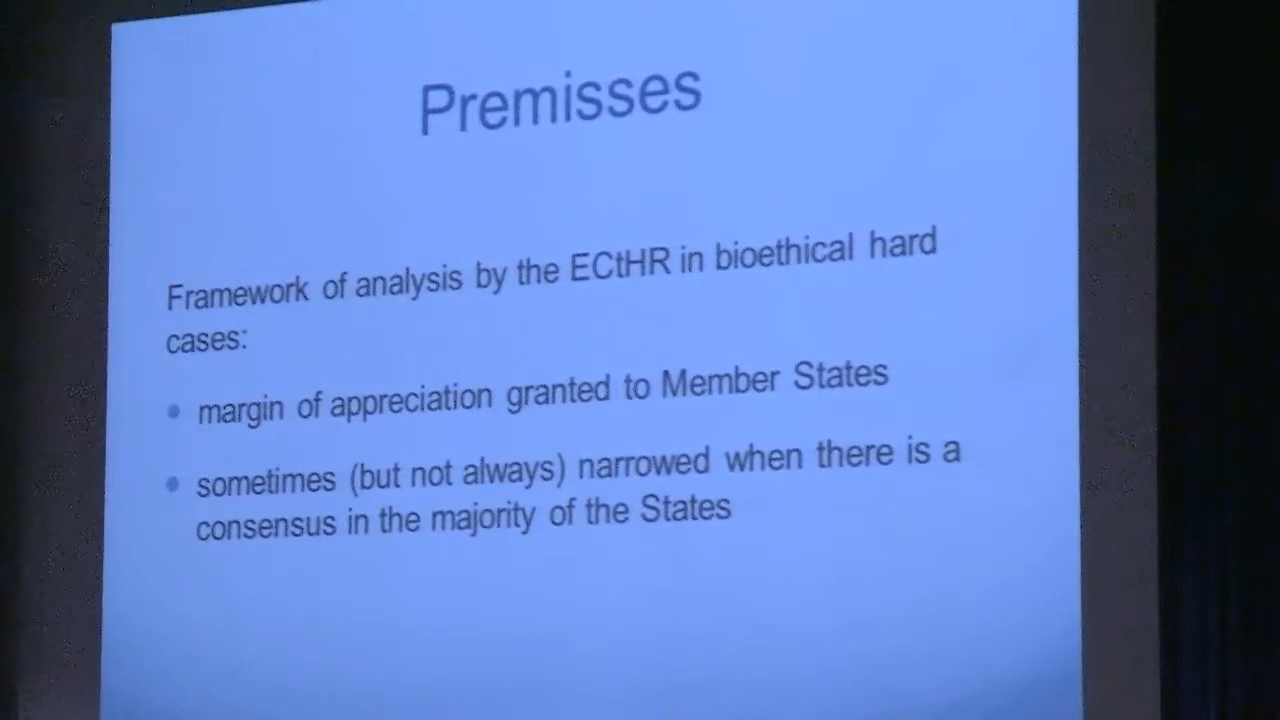 Premisses
Framework of analysis by the ECtHR in bioethical hard
cases:
margin of appreciation granted to Member States
sometimes (but not always) narrowed when there is a
consensus in the majority of the States